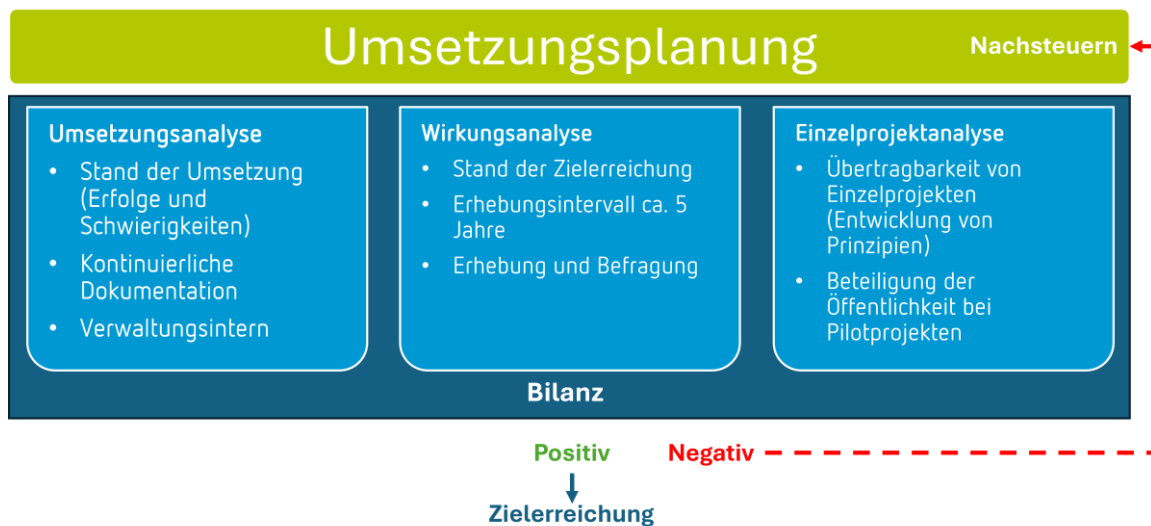 Umsetzungsplanung
Nachsteuern
Umsetzungsanalyse
• Stand der Umsetzung
(Erfolge und
Schwierigkeiten)
• Kontinuierliche
Dokumentation
• Verwaltungsintern
Wirkungsanalyse
• Stand der Zielerreichung
• Erhebungsintervall ca. 5
Jahre
• Erhebung und Befragung
Einzelprojektanalyse
• Übertragbarkeit von
Einzelprojekten
(Entwicklung von
Prinzipien)
• Beteiligung der
Öffentlichkeit bei
Pilotprojekten
Bilanz
Positiv
Negativ
Zielerreichung